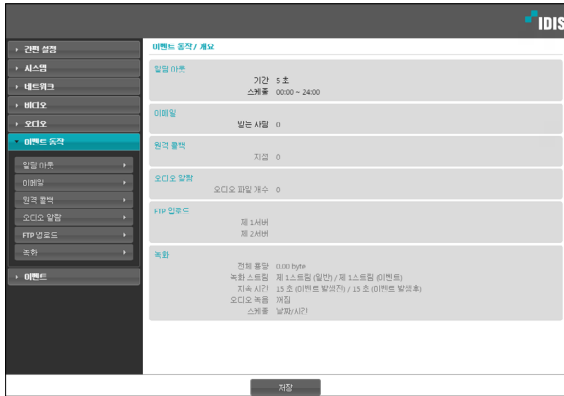 IDIS
간편 설정
시스템
네트워크
비디오
오디오
이벤트 동작
알람 아웃
이메일
원격 콜백
오디오 알람
FTP 업로드
녹화
이벤트
이벤트 동작 / 개요
알람 아웃
기간 5 초
스케줄 00:00 ~ 24:00
이메일
받는 사람 0
원격 콜백
지점 0
오디오 알람
오디오 파일 개수 0
FTP 업로드
제 1서버
제 2서버
녹화
전체 용량 0.00 byte
녹화 스트림 제 1스트림 (일반) / 제 1스트림 (이벤트)
지속 시간 15 초 (이벤트 발생전) / 15 초 (이벤트 발생후)
오디오 녹음 꺼짐
스케줄 날짜/시간
저장